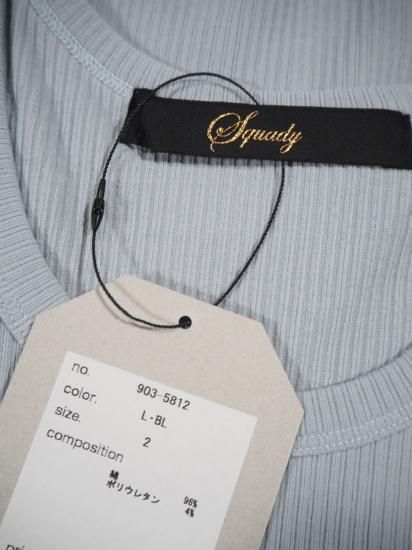 Squady
no. 903-5812
color. L・BL
size. 2
composition
綿 96%
ポリウレタン 4%